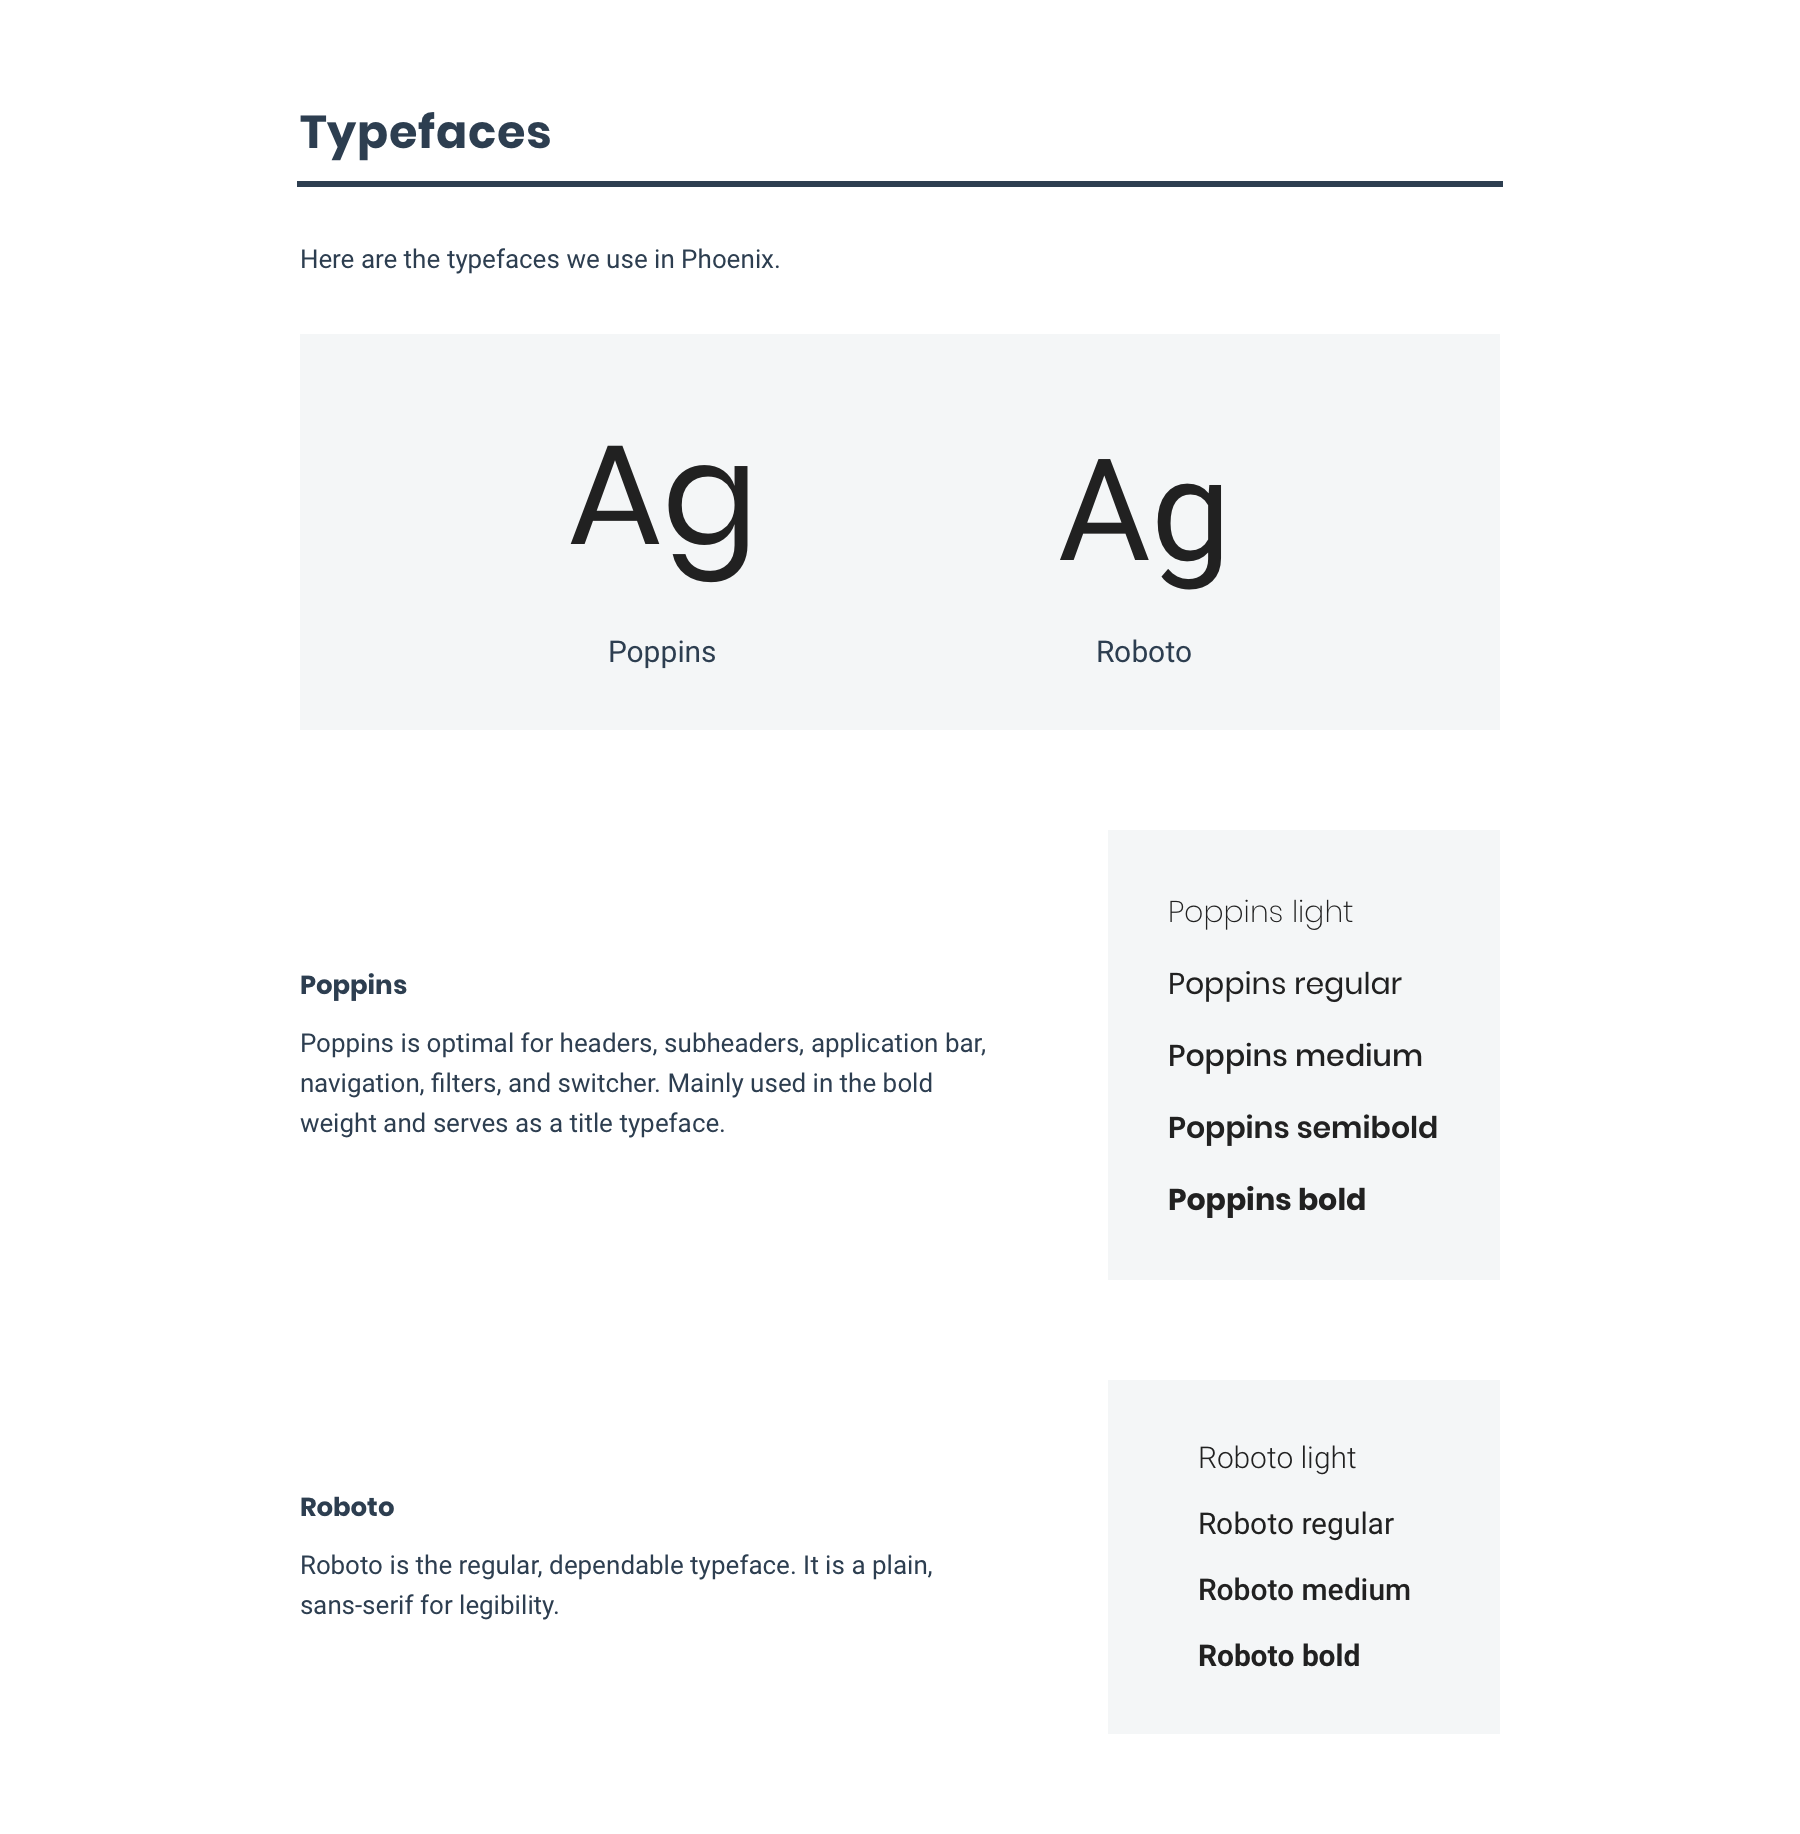 Typefaces
Here are the typefaces we use in Phoenix.
Ag
Ag
Poppins
Roboto
Poppins
Poppins is optimal for headers, subheaders, application bar,
navigation, filters, and switcher. Mainly used in the bold
weight and serves as a title typeface.
Poppins light
Poppins regular
Poppins medium
Poppins semibold
Poppins bold
Roboto
Roboto is the regular, dependable typeface. It is a plain,
sans-serif for legibility.
Roboto light
Roboto regular
Roboto medium
Roboto bold